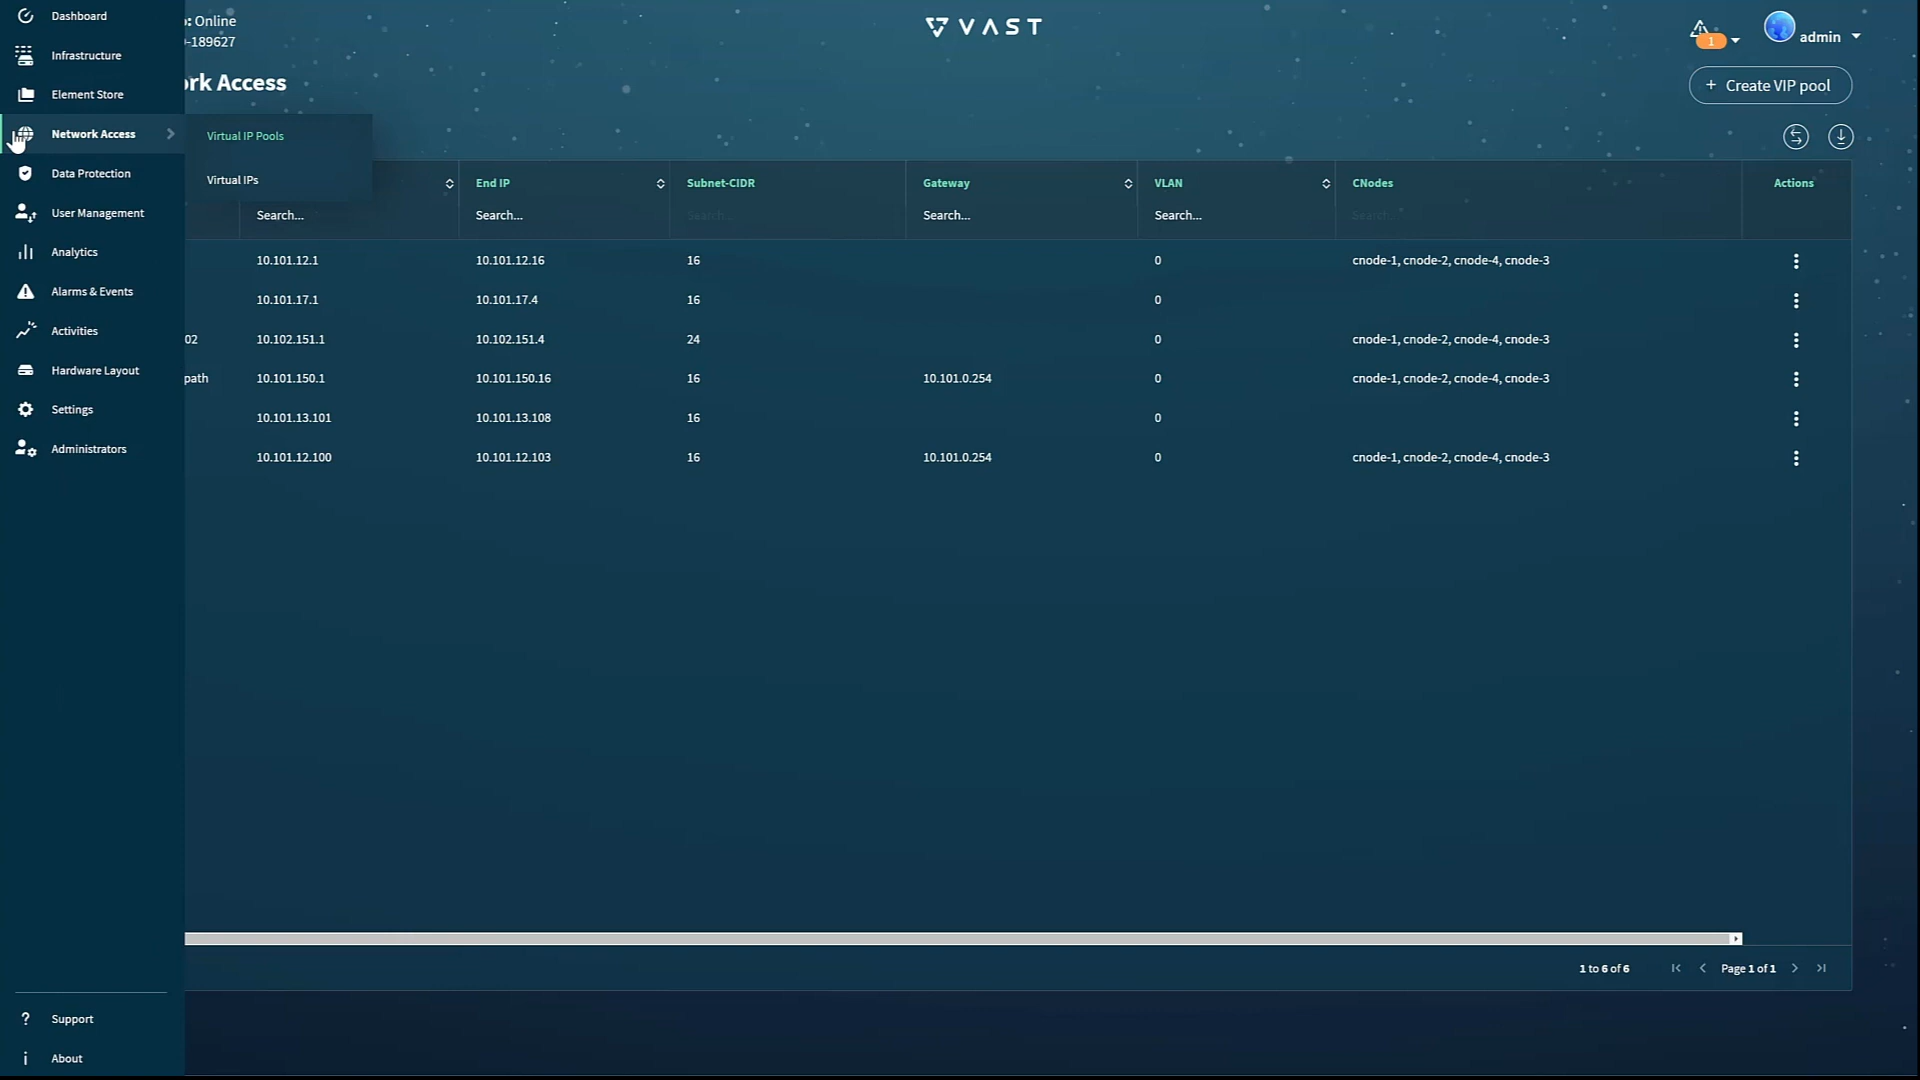 Dashboard
: Online
VAST
1
admin
-189627
Infrastructure
rk Access
+ Create VIP pool
Element Store
Network Access
Virtual IP Pools
Data Protection
Virtual IPs
End IP
Subnet-CIDR
Gateway
VLAN
CNodes
Actions
User Management
Search...
Search...
Search...
Search...
Search...
Search...
Analytics
10.101.12.1
10.101.12.16
16
0
cnode-1, cnode-2, cnode-4, cnode-3
Alarms & Events
10.101.17.1
10.101.17.4
16
0
Activities
02
10.102.151.1
10.102.151.4
24
0
cnode-1, cnode-2, cnode-4, cnode-3
Hardware Layout
path
10.101.150.1
10.101.150.16
16
10.101.0.254
0
cnode-1, cnode-2, cnode-4, cnode-3
Settings
10.101.13.101
10.101.13.108
16
0
Administrators
10.101.12.100
10.101.12.103
16
10.101.0.254
0
cnode-1, cnode-2, cnode-4, cnode-3
1 to 6 of 6
Page 1 of 1
? Support
i About